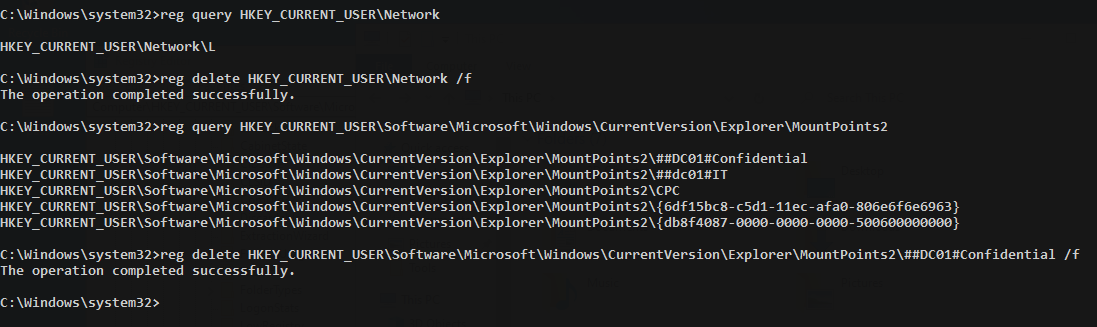 C:\Windows\system32>reg query HKEY_CURRENT_USER\Network
HKEY_CURRENT_USER\Network\L
C:\Windows\system32>reg delete HKEY_CURRENT_USER\Network /f
The operation completed successfully.
C:\Windows\system32>reg query HKEY_CURRENT_USER\Software\Microsoft\Windows\CurrentVersion\Explorer\MountPoints2
HKEY_CURRENT_USER\Software\Microsoft\Windows\CurrentVersion\Explorer\MountPoints2\##DC01#Confidential
HKEY_CURRENT_USER\Software\Microsoft\Windows\CurrentVersion\Explorer\MountPoints2\##dc01#IT
HKEY_CURRENT_USER\Software\Microsoft\Windows\CurrentVersion\Explorer\MountPoints2\CPC
HKEY_CURRENT_USER\Software\Microsoft\Windows\CurrentVersion\Explorer\MountPoints2\{6df15bc8-c5d1-11ec-afa0-806e6f6e6963}
HKEY_CURRENT_USER\Software\Microsoft\Windows\CurrentVersion\Explorer\MountPoints2\{db8f4087-0000-0000-0000-500600000000}
C:\Windows\system32>reg delete HKEY_CURRENT_USER\Software\Microsoft\Windows\CurrentVersion\Explorer\MountPoints2\##DC01#Confidential /f
The operation completed successfully.
C:\Windows\system32>